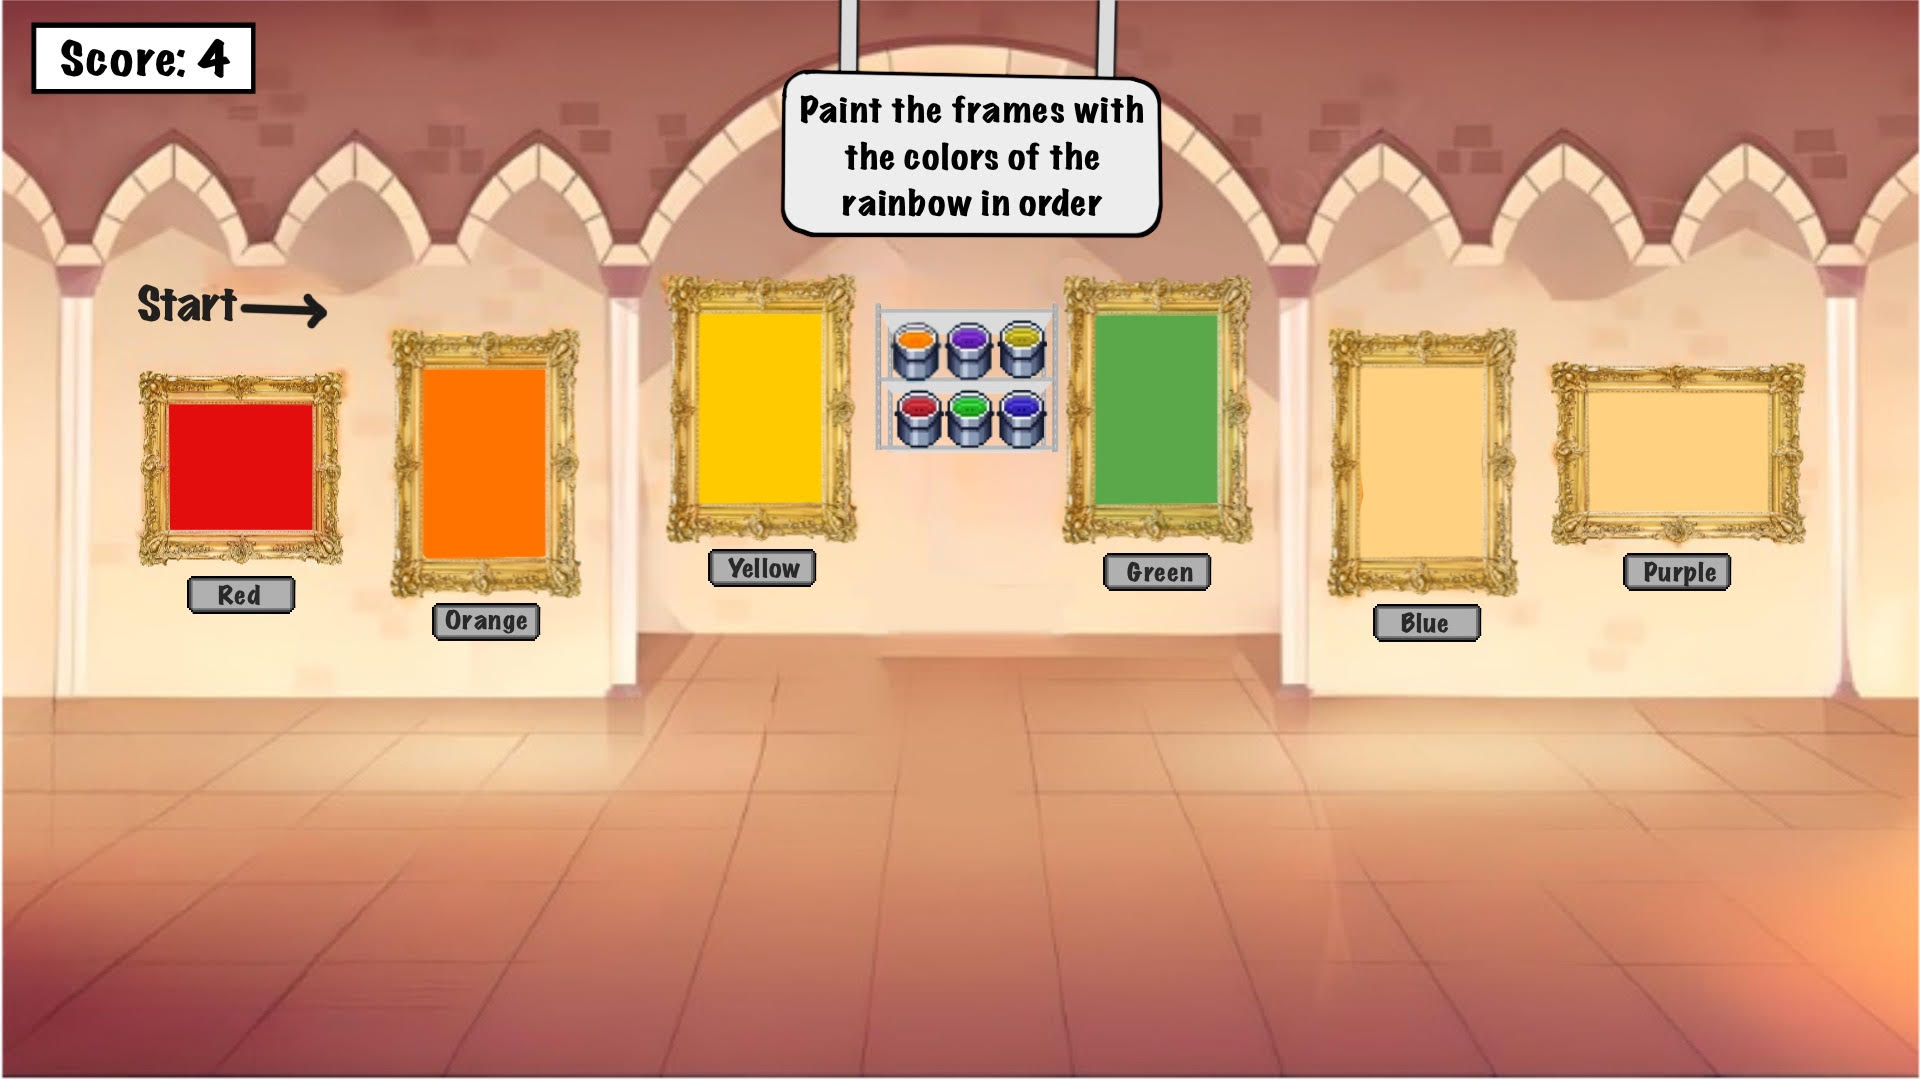 Score: 4
Paint the frames with
the colors of the
rainbow in order
Start
Red
Orange
Yellow
Green
Blue
Purple